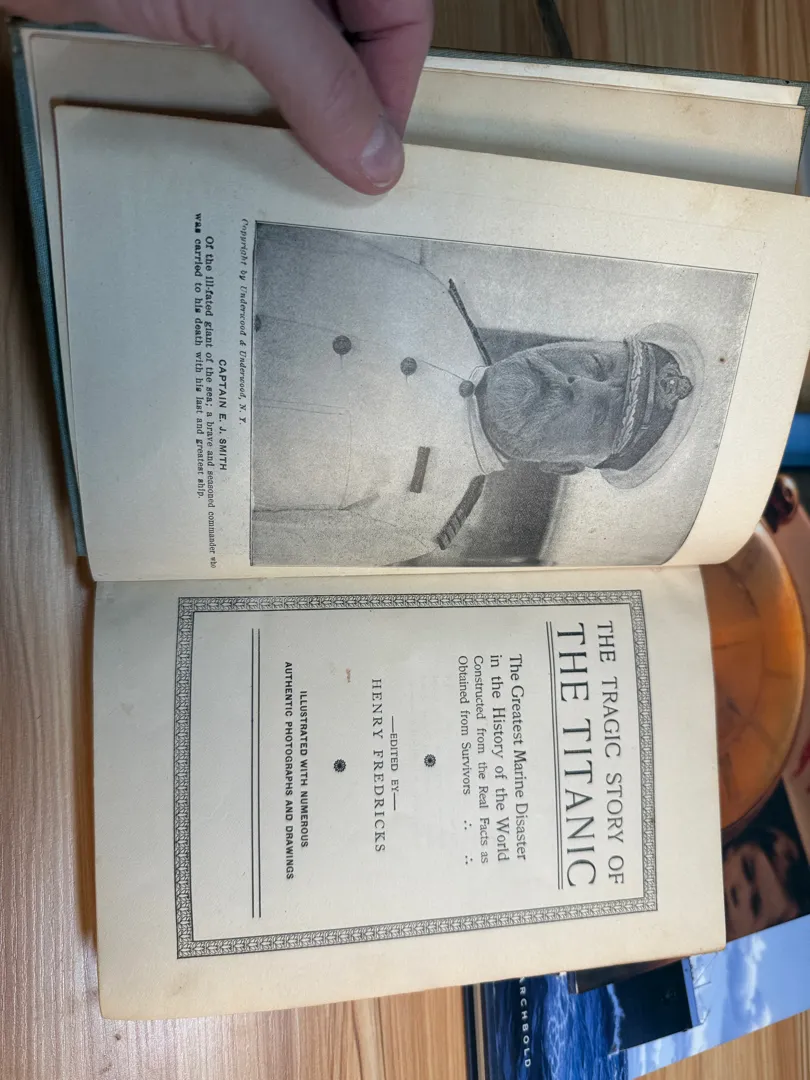 Copyright by Underwood & Underwood, N. Y.
CAPTAIN E. J. SMITH
Of the ill-fated giant of the sea; a brave and seasoned commander who
was carried to his death with his last and greatest ship.
THE TRAGIC STORY OF
THE TITANIC
The Greatest Marine Disaster
in the History of the World
Constructed from the Real Facts as
Obtained from Survivors ∴ ∴
—EDITED BY—
HENRY FREDRICKS
ILLUSTRATED WITH NUMEROUS
AUTHENTIC PHOTOGRAPHS AND DRAWINGS
ARCHBOLD